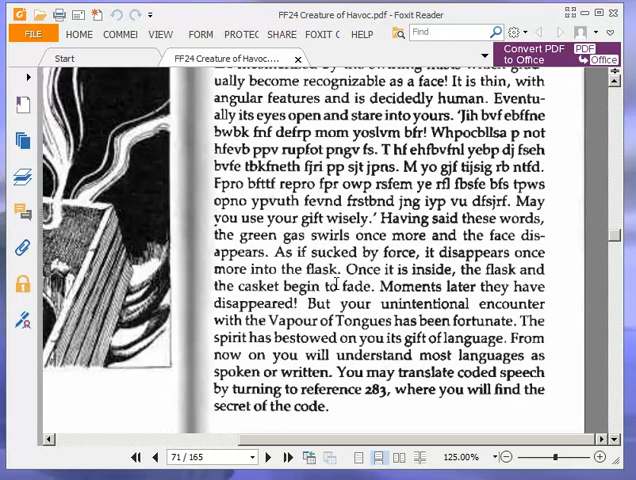 FF24 Creature of Havoc.pdf - Foxit Reader
FILE HOME COMMEI VIEW FORM PROTEC SHARE FOXIT C HELP Find
Start FF24 Creature of Havoc.... Convert PDF to Office PDF Office
ually become recognizable as a face! It is thin, with
angular features and is decidedly human. Eventu-
ally its eyes open and stare into yours. 'Jih bvf ebffne
bwbk fnf defrp mom yoslvm bfr! Whpocbllsa p not
hfevb ppv rupfot pngv fs. T hf ehfbvfnl yebp dj fseh
bvfe tbkfneth fjri pp sjt jpns. M yo gjf tijsig rb ntfd.
Fpro bfttf repro fpr owp rsfem ye rfl fbsfe bfs tpws
opno ypvuth fevnd frstbnd jng iyp vu dfsjrf. May
you use your gift wisely.' Having said these words,
the green gas swirls once more and the face dis-
appears. As if sucked by force, it disappears once
more into the flask. Once it is inside, the flask and
the casket begin to fade. Moments later they have
disappeared! But your unintentional encounter
with the Vapour of Tongues has been fortunate. The
spirit has bestowed on you its gift of language. From
now on you will understand most languages as
spoken or written. You may translate coded speech
by turning to reference 283, where you will find the
secret of the code.
71 / 165 125.00%